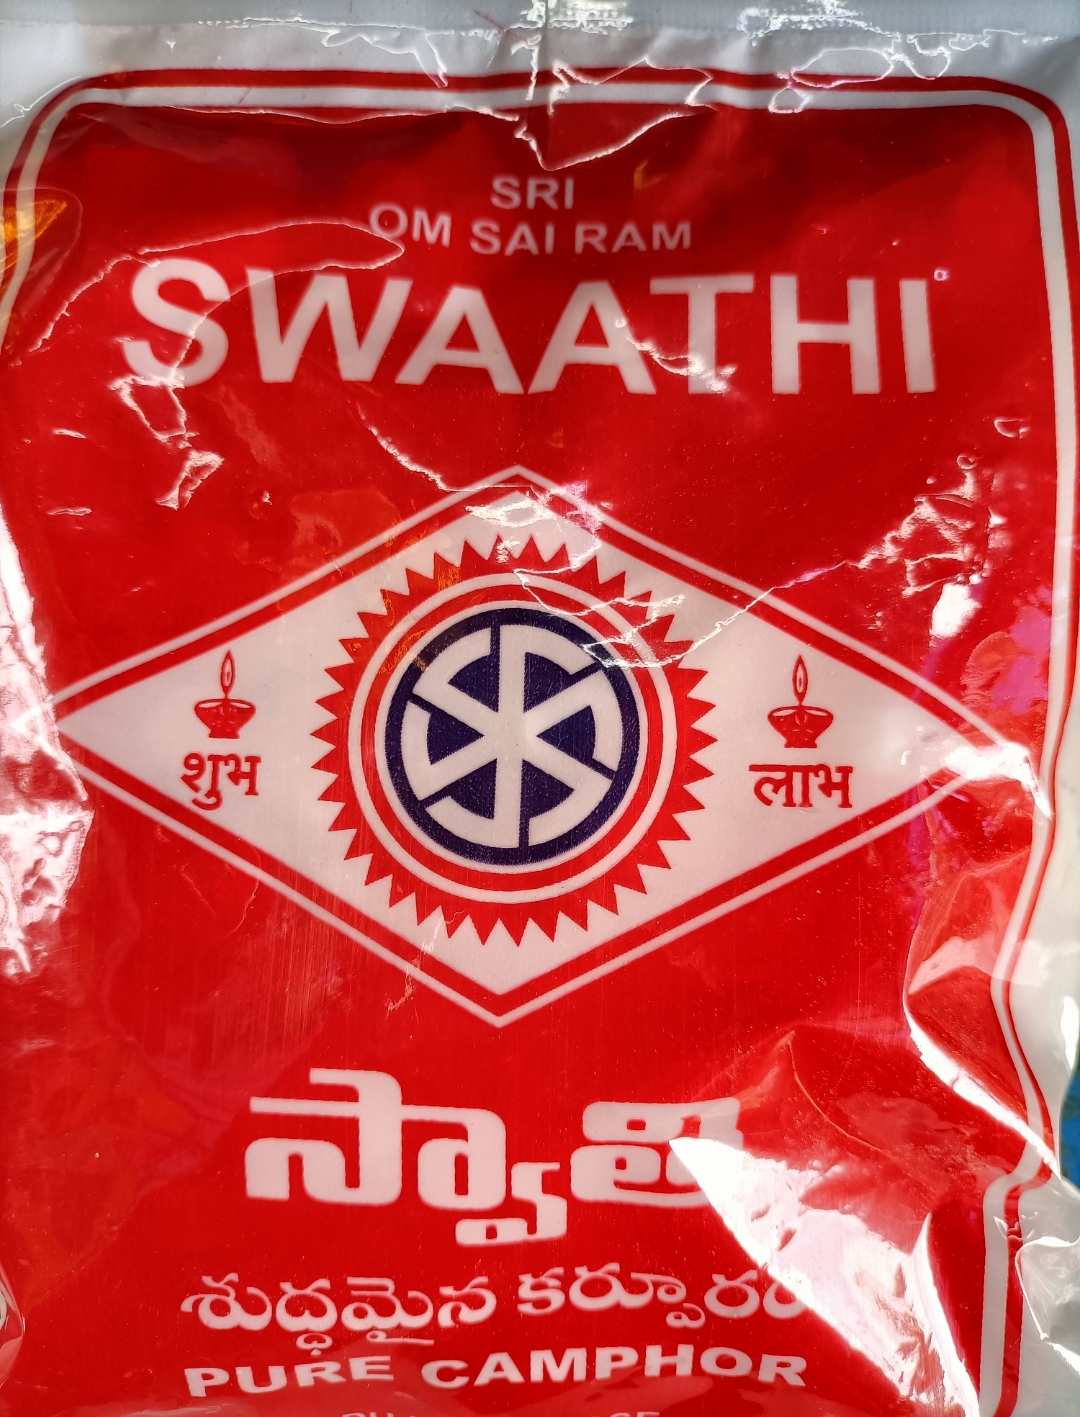 SRI
OM SAI RAM
SWAATHI
शुभ
लाभ
స్వాతి
శుద్ధమైన కర్పూరం
PURE CAMPHOR